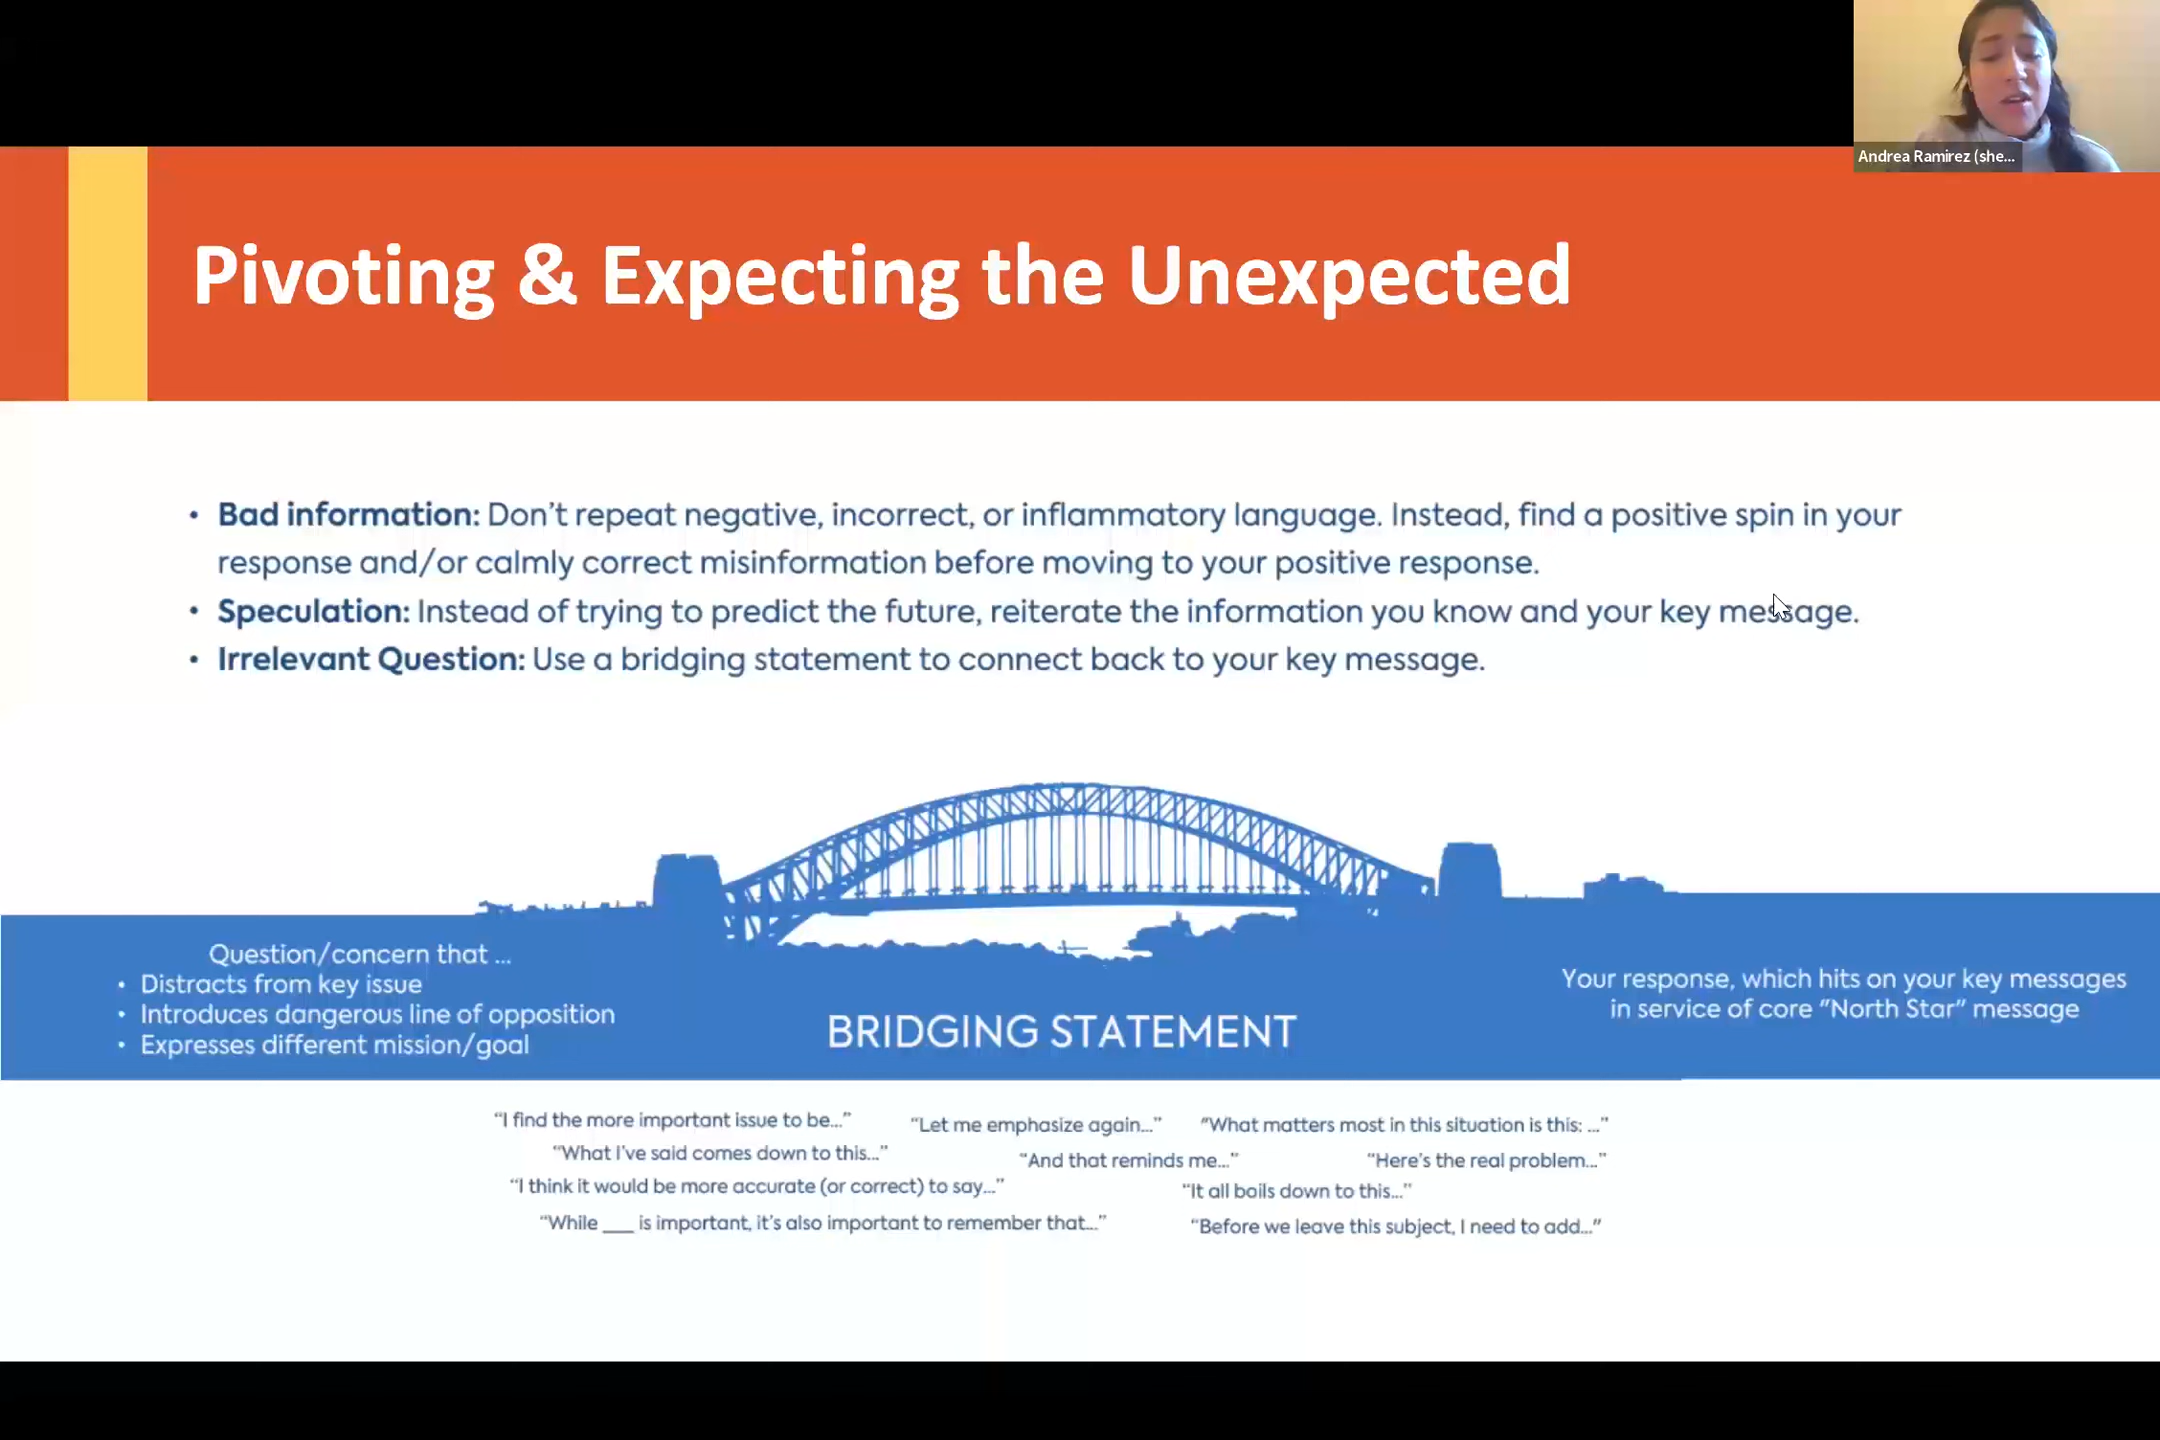 Andrea Ramirez (she...
Pivoting & Expecting the Unexpected
• Bad information: Don't repeat negative, incorrect, or inflammatory language. Instead, find a positive spin in your
response and/or calmly correct misinformation before moving to your positive response.
• Speculation: Instead of trying to predict the future, reiterate the information you know and your key message.
• Irrelevant Question: Use a bridging statement to connect back to your key message.
Question/concern that ...
• Distracts from key issue
• Introduces dangerous line of opposition
• Expresses different mission/goal
BRIDGING STATEMENT
Your response, which hits on your key messages
in service of core "North Star" message
"I find the more important issue to be..."
"Let me emphasize again..."
"What matters most in this situation is this: ..."
"What I've said comes down to this..."
"And that reminds me..."
"Here's the real problem..."
"I think it would be more accurate (or correct) to say..."
"It all boils down to this..."
"While ___ is important, it's also important to remember that..."
"Before we leave this subject, I need to add..."